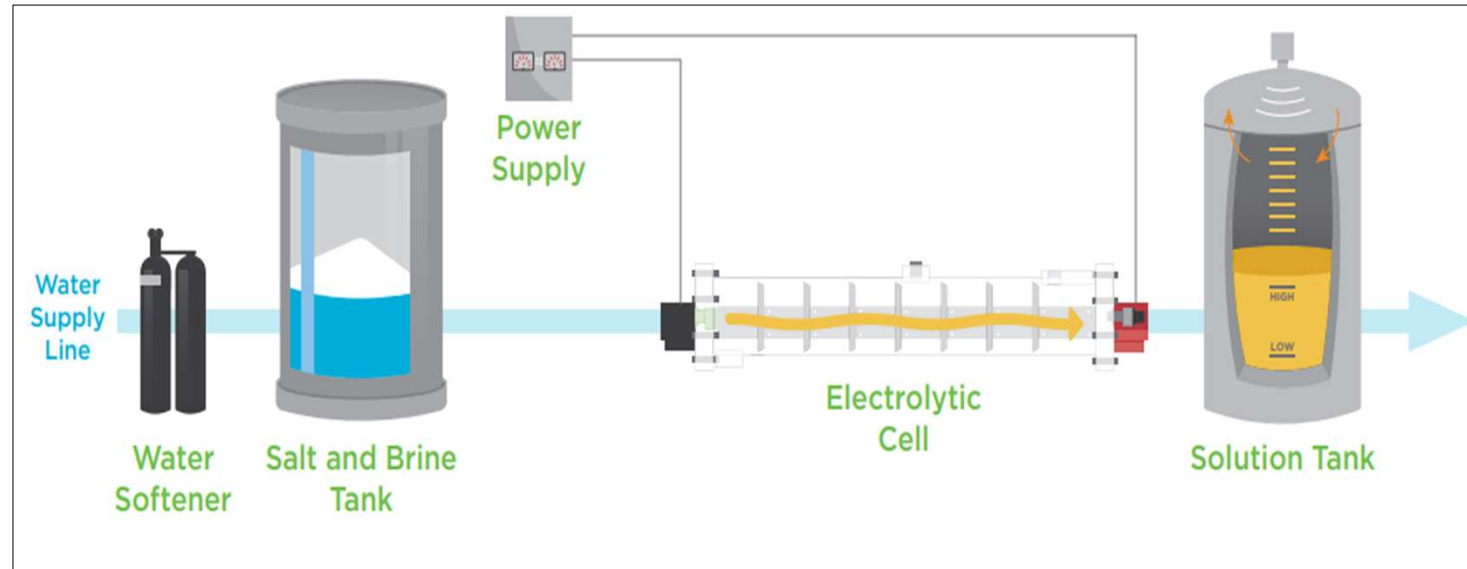 Power
Supply
Water
Supply
Line
Water
Softener
Salt and Brine
Tank
Electrolytic
Cell
HIGH
LOW
Solution Tank